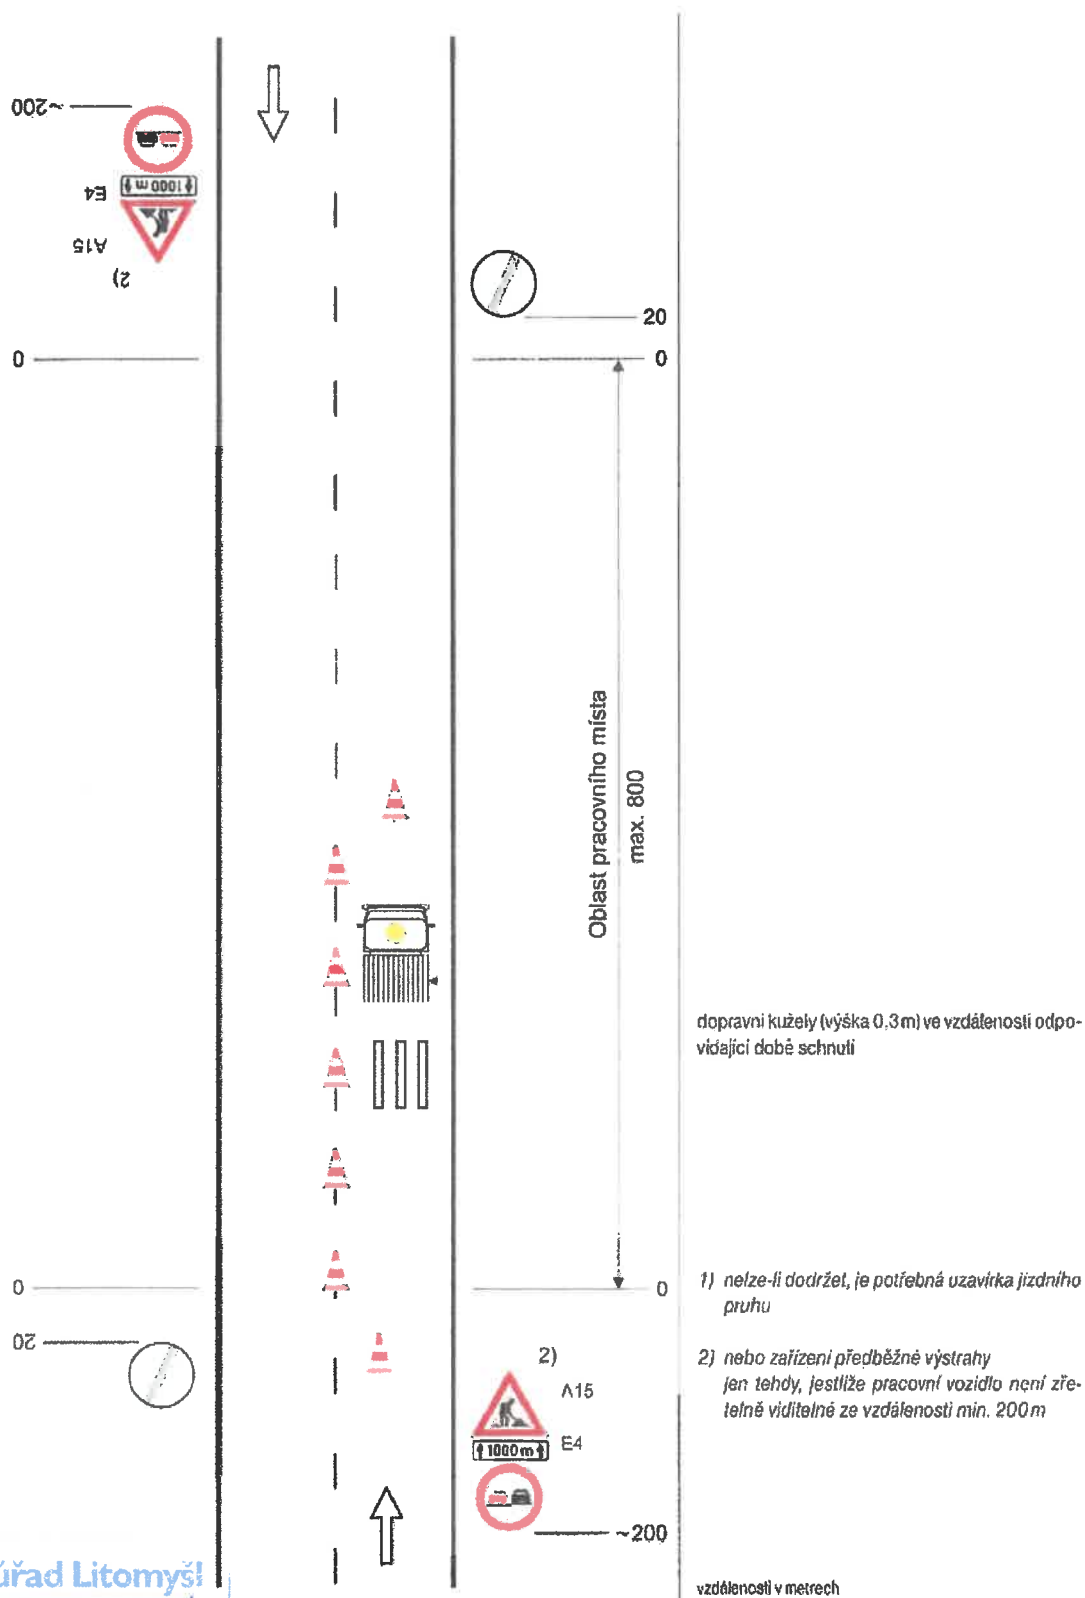 ~200
1000 m
E4
A15
2)
20
0
0
Oblast pracovního místa
max. 800
dopravní kužely (výška 0,3 m) ve vzdálenosti odpo-
vídající době schnutí
0
0
20
1) nelze-li dodržet, je potřebná uzavírka jízdního
pruhu
2) nebo zařízení předběžné výstrahy
jen tehdy, jestliže pracovní vozidlo není zře-
telně viditelné ze vzdálenosti min. 200 m
2)
A15
E4
1000 m
~200
úřad Litomyšl
vzdálenosti v metrech